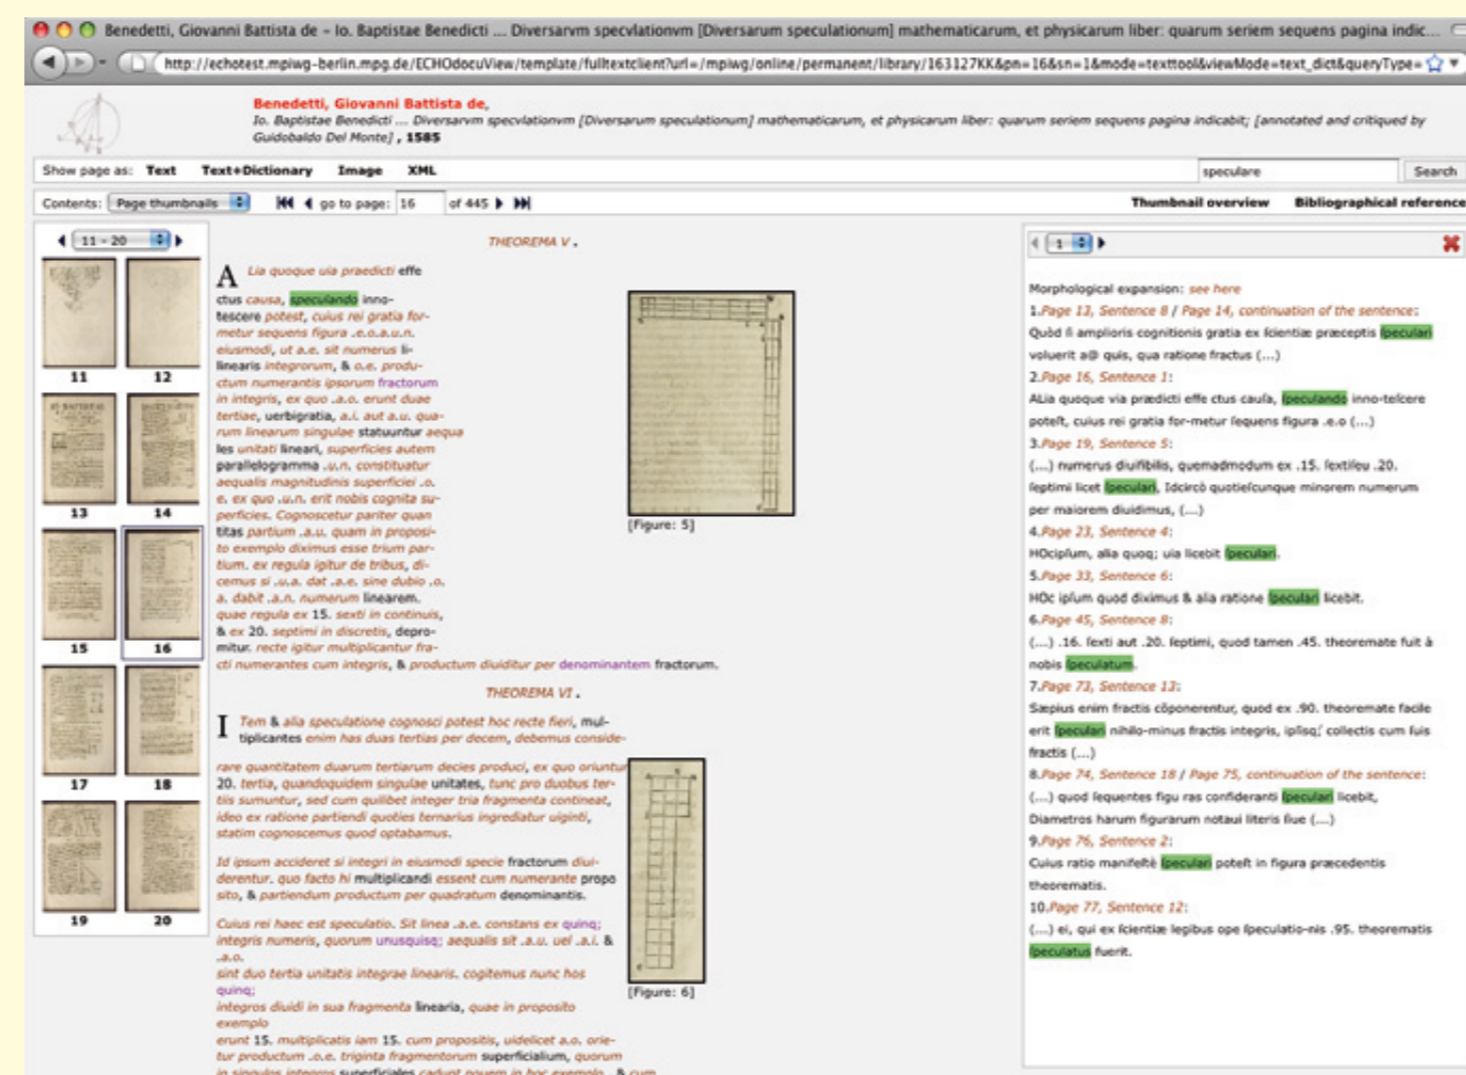 Benedetti, Giovanni Battista de – Io. Baptistae Benedicti ... Diversarvm specvlationvm [Diversarum speculationum] mathematicarum, et physicarum liber: quarum seriem sequens pagina indic...
http://echotest.mpiwg-berlin.mpg.de/ECHOdocuView/template/fulltextclient?url=/mpiwg/online/permanent/library/163127KK&pn=16&sn=1&mode=texttool&viewMode=text_dict&queryType=
Benedetti, Giovanni Battista de,
Io. Baptistae Benedicti ... Diversarvm specvlationvm [Diversarum speculationum] mathematicarum, et physicarum liber: quarum seriem sequens pagina indicabit; [annotated and critiqued by
Guidobaldo Del Monte] , 1585
Show page as: Text Text+Dictionary Image XML
speculare Search
Contents: Page thumbnails go to page: 16 of 445
Thumbnail overview Bibliographical reference
11 - 20
11 12
13 14
15 16
17 18
19 20
THEOREMA V .
A Lia quoque uia praedicti effe
ctus causa, speculando inno-
tescere potest, cuius rei gratia for-
metur sequens figura .e.o.a.u.n.
eiusmodi, ut a.e. sit numerus li-
linearis integrorum, & o.e. produ-
ctum numerantis ipsorum fractorum
in integris, ex quo .a.o. erunt duae
tertiae, uerbigratia, a.i. aut a.u. qua-
rum linearum singulae statuuntur aequa
les unitati lineari, superficies autem
parallelogramma .u.n. constituatur
aequalis magnitudinis superficiei .o.
e. ex quo .u.n. erit nobis cognita su-
perficies. Cognoscetur pariter quan
titas partium .a.u. quam in proposi-
to exemplo diximus esse trium par-
tium. ex regula igitur de tribus, di-
cemus si .u.a. dat .a.e. sine dubio .o.
a. dabit .a.n. numerum linearem.
quae regula ex 15. sexti in continuis,
& ex 20. septimi in discretis, depro-
mitur. recte igitur multiplicantur fra-
cti numerantes cum integris, & productum diuiditur per denominantem fractorum.
[Figure: 5]
THEOREMA VI .
I Tem & alia speculatione cognosci potest hoc recte fieri, mul-
tiplicantes enim has duas tertias per decem, debemus conside-
rare quantitatem duarum tertiarum decies produci, ex quo oriuntur
20. tertia, quandoquidem singulae unitates, tunc pro duobus ter-
tiis sumuntur, sed cum quilibet integer tria fragmenta contineat,
ideo ex ratione partiendi quoties ternarius ingrediatur uiginti,
statim cognoscemus quod optabamus.
Id ipsum accideret si integri in eiusmodi specie fractorum diui-
derentur. quo facto hi multiplicandi essent cum numerante propo
sito, & partiendum productum per quadratum denominantis.
Cuius rei haec est speculatio. Sit linea .a.e. constans ex quinq;
integris numeris, quorum unusquisq; aequalis sit .a.u. uel .a.i. &
.a.o.
sint duo tertia unitatis integrae linearis. cogitemus nunc hos
quinq;
integros diuidi in sua fragmenta linearia, quae in proposito
exemplo
erunt 15. multiplicatis iam 15. cum propositis, uidelicet a.o. orie-
tur productum .o.e. triginta fragmentorum superficialium, quorum
in singulos integros superficiales cadunt nouem in hoc exemplo . & cum
[Figure: 6]
1
Morphological expansion: see here
1.Page 13, Sentence 8 / Page 14, continuation of the sentence:
Quòd ſi amplioris cognitionis gratia ex ſcientiæ præceptis ſpeculari
voluerit a@ quis, qua ratione fractus (...)
2.Page 16, Sentence 1:
ALia quoque via prædicti effe ctus cauſa, ſpeculando inno-teſcere
poteſt, cuius rei gratia for-metur ſequens figura .e.o (...)
3.Page 19, Sentence 5:
(...) numerus diuiſibilis, quemadmodum ex .15. ſextiſeu .20.
ſeptimi licet ſpeculari, Idcircò quotieſcunque minorem numerum
per maiorem diuidimus, (...)
4.Page 23, Sentence 4:
HOcipſum, alia quoq; uia licebit ſpeculari.
5.Page 33, Sentence 6:
HOc ipſum quod diximus & alia ratione ſpeculari licebit.
6.Page 45, Sentence 8:
(...) .16. ſexti aut .20. ſeptimi, quod tamen .45. theoremate fuit à
nobis ſpeculatum.
7.Page 73, Sentence 13:
Sæpius enim fractis cõponerentur, quod ex .90. theoremate facile
erit ſpeculari nihilo-minus fractis integris, ipſisq;' collectis cum ſuis
fractis (...)
8.Page 74, Sentence 18 / Page 75, continuation of the sentence:
(...) quod ſequentes figu ras conſideranti ſpeculari licebit,
Diametros harum figurarum notaui literis ſiue (...)
9.Page 76, Sentence 2:
Cuius ratio manifeſtè ſpeculari poteſt in figura præcedentis
theorematis.
10.Page 77, Sentence 12:
(...) ei, qui ex ſcientiæ legibus ope ſpeculatio-nis .95. theorematis
ſpeculatus fuerit.